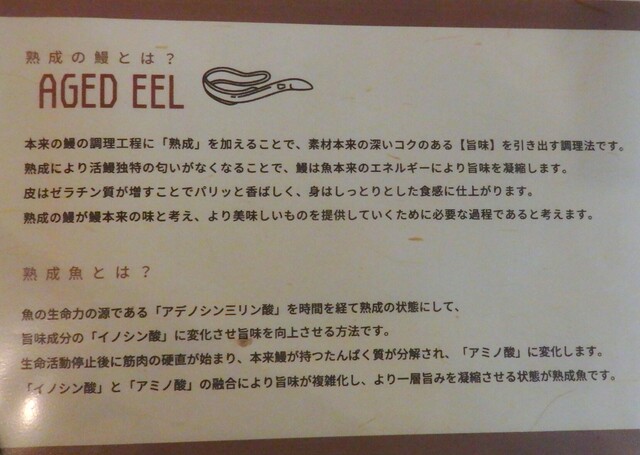 熟成の鰻とは？
AGED EEL
本来の鰻の調理工程に「熟成」を加えることで、素材本来の深いコクのある【旨味】を引き出す調理法です。
熟成により活鰻独特の匂いがなくなることで、鰻は魚本来のエネルギーにより旨味を凝縮します。
皮はゼラチン質が増すことでパリッと香ばしく、身はしっとりとした食感に仕上がります。
熟成の鰻が鰻本来の味と考え、より美味しいものを提供していくために必要な過程であると考えます。
熟成魚とは？
魚の生命力の源である「アデノシン三リン酸」を時間を経て熟成の状態にして、
旨味成分の「イノシン酸」に変化させ旨味を向上させる方法です。
生命活動停止後に筋肉の硬直が始まり、本来鰻が持つたんぱく質が分解され、「アミノ酸」に変化します。
「イノシン酸」と「アミノ酸」の融合により旨味が複雑化し、より一層旨みを凝縮させる状態が熟成魚です。